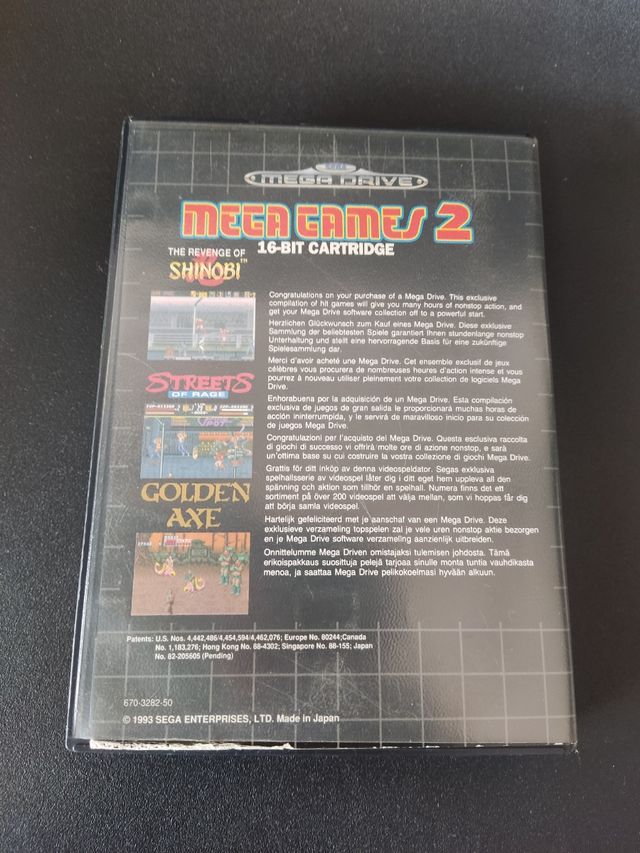 SEGA
MEGA DRIVE
MEGA GAMES 2
16-BIT CARTRIDGE
THE REVENGE OF
SHINOBI™
Congratulations on your purchase of a Mega Drive. This exclusive
compilation of hit games will give you many hours of nonstop action, and
get your Mega Drive software collection off to a powerful start.
Herzlichen Glückwunsch zum Kauf eines Mega Drive. Diese exklusive
Sammlung der beliebtesten Spiele garantiert Ihnen stundenlange nonstop
Unterhaltung und stellt eine hervorragende Basis für eine zukünftige
Spielesammlung dar.
Merci d'avoir acheté une Mega Drive. Cet ensemble exclusif de jeux
célèbres vous procurera de nombreuses heures d'action intense et vous
pourrez à nouveau utiliser pleinement votre collection de logiciels Mega
Drive.
STREETS
OF RAGE
Enhorabuena por la adquisición de un Mega Drive. Esta compilación
exclusiva de juegos de gran salida le proporcionará muchas horas de
acción ininterrumpida, y le servirá de maravilloso inicio para su colección
de juegos Mega Drive.
Congratulazioni per l'acquisto del Mega Drive. Questa esclusiva raccolta
di giochi di successo vi offrirà molte ore di azione nonstop, e sarà
un'ottima base su cui costruire la vostra collezione di giochi Mega Drive.
GOLDEN
AXE
Grattis för ditt inköp av denna videospeldator. Segas exklusiva
spelhallsserie av videospel låter dig i ditt eget hem uppleva all den
spänning och aktion som tillhör en spelhall. Numera finns det ett
sortiment på över 200 videospel att välja mellan, som vi hoppas får dig
att börja samla videospel.
Hartelijk gefeliciteerd met je aanschaf van een Mega Drive. Deze
exklusieve verzameling topspelen zal je vele uren nonstop aktie bezorgen
en je Mega Drive software verzameling aanzienlijk uitbreiden.
Onnittelumme Mega Driven omistajaksi tulemisen johdosta. Tämä
erikoispakkaus suosittuja pelejä tarjoaa sinulle monta tuntia vauhdikasta
menoa, ja saattaa Mega Drive pelikokoelmasi hyvään alkuun.
Patents: U.S. Nos. 4,442,486/4,454,594/4,462,076; Europe No. 80244;Canada
No. 1,183,276; Hong Kong No. 88-4302; Singapore No. 88-155; Japan
No. 82-205605 (Pending)
670-3282-50
© 1993 SEGA ENTERPRISES, LTD. Made in Japan